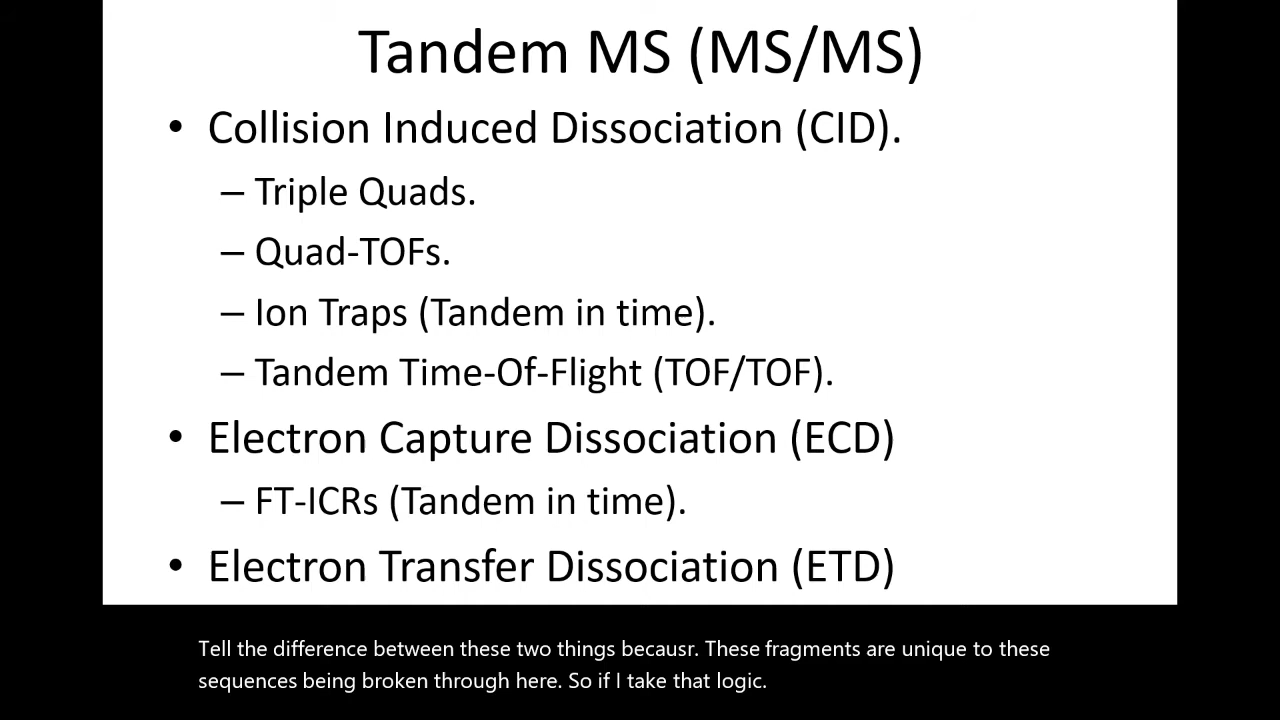 Tandem MS (MS/MS)
• Collision Induced Dissociation (CID).
– Triple Quads.
– Quad-TOFs.
– Ion Traps (Tandem in time).
– Tandem Time-Of-Flight (TOF/TOF).
• Electron Capture Dissociation (ECD)
– FT-ICRs (Tandem in time).
• Electron Transfer Dissociation (ETD)
Tell the difference between these two things becausr. These fragments are unique to these
sequences being broken through here. So if I take that logic.